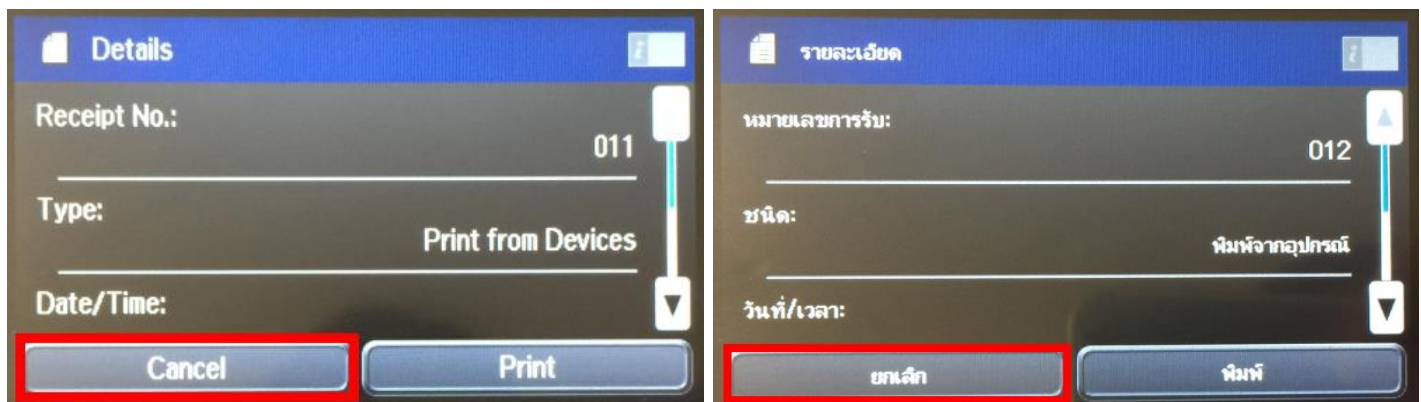 Details
Receipt No.:
011
Type:
Print from Devices
Date/Time:
Cancel
Print
รายละเอียด
หมายเลขการรับ:
012
ชนิด:
พิมพ์จากอุปกรณ์
วันที่/เวลา:
ยกเลิก
พิมพ์